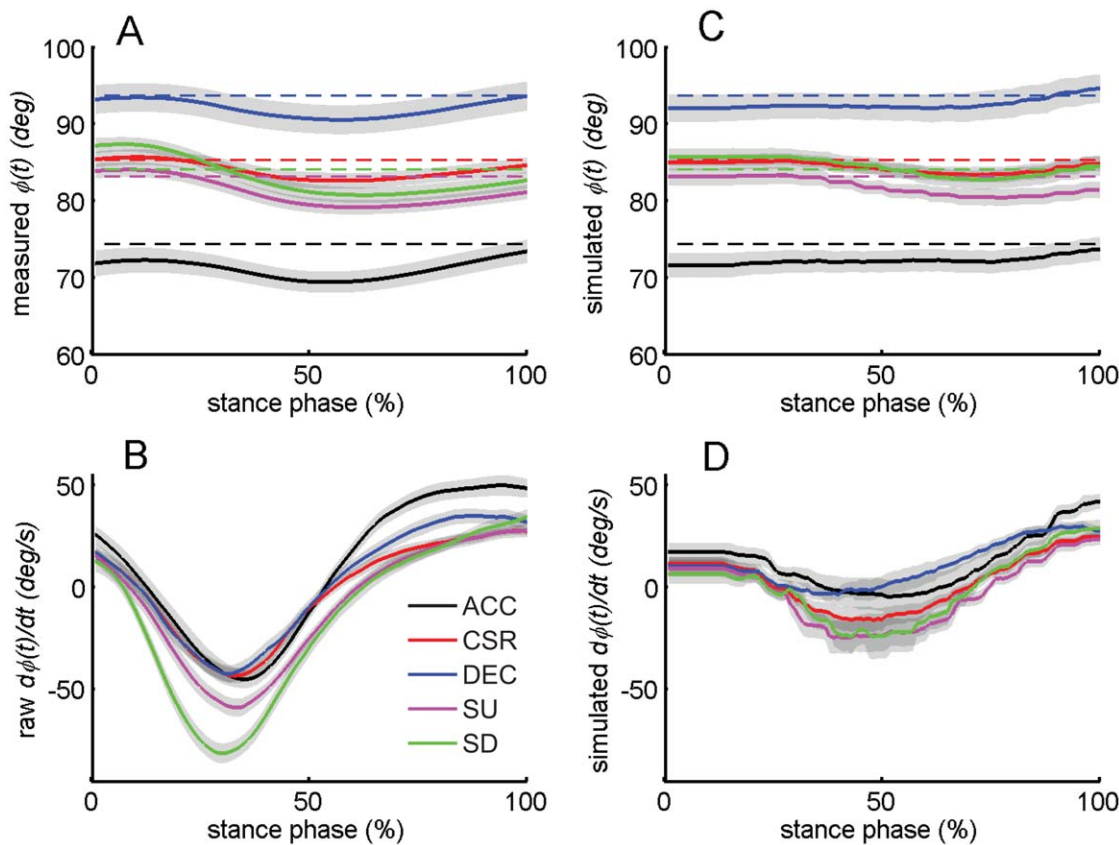 A
measured ϕ(t) (deg)
100
90
80
70
60
0
50
100
stance phase (%)
C
simulated ϕ(t) (deg)
100
90
80
70
60
0
50
100
stance phase (%)
B
raw dϕ(t)/dt (deg/s)
50
0
-50
ACC
CSR
DEC
SU
SD
0
50
100
stance phase (%)
D
simulated dϕ(t)/dt (deg/s)
50
0
-50
0
50
100
stance phase (%)